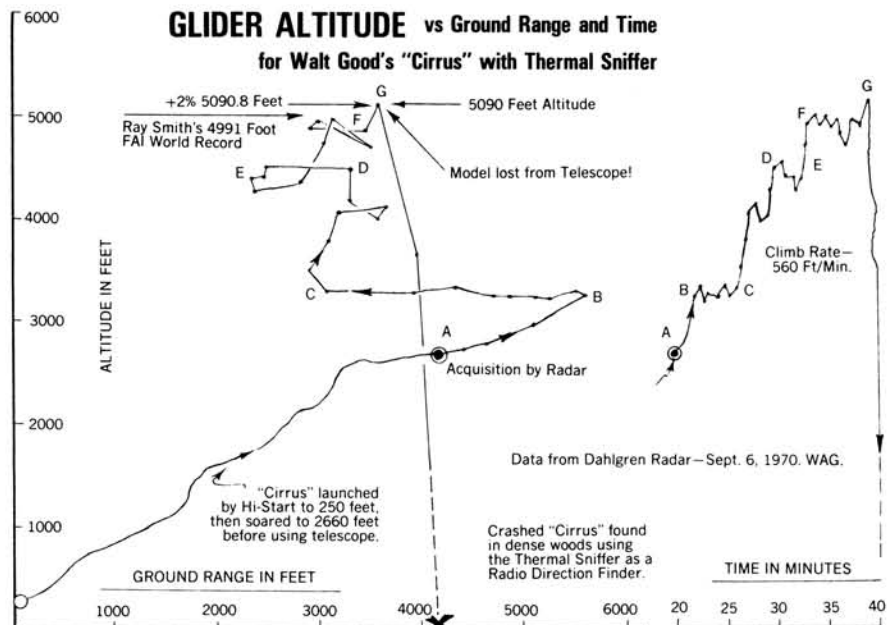 GLIDER ALTITUDE vs Ground Range and Time
for Walt Good's "Cirrus" with Thermal Sniffer
6000
5000
4000
3000
2000
1000
ALTITUDE IN FEET
+2% 5090.8 Feet
G
5090 Feet Altitude
Ray Smith's 4991 Foot
FAI World Record
F
E
D
Model lost from Telescope!
C
B
A
Acquisition by Radar
"Cirrus" launched
by Hi-Start to 250 feet,
then soared to 2660 feet
before using telescope.
GROUND RANGE IN FEET
1000
2000
3000
4000
5000
6000
G
F
D
E
Climb Rate—
560 Ft/Min.
B
C
A
Data from Dahlgren Radar—Sept. 6, 1970. WAG.
Crashed "Cirrus" found
in dense woods using
the Thermal Sniffer as a
Radio Direction Finder.
TIME IN MINUTES
20
25
30
35
40